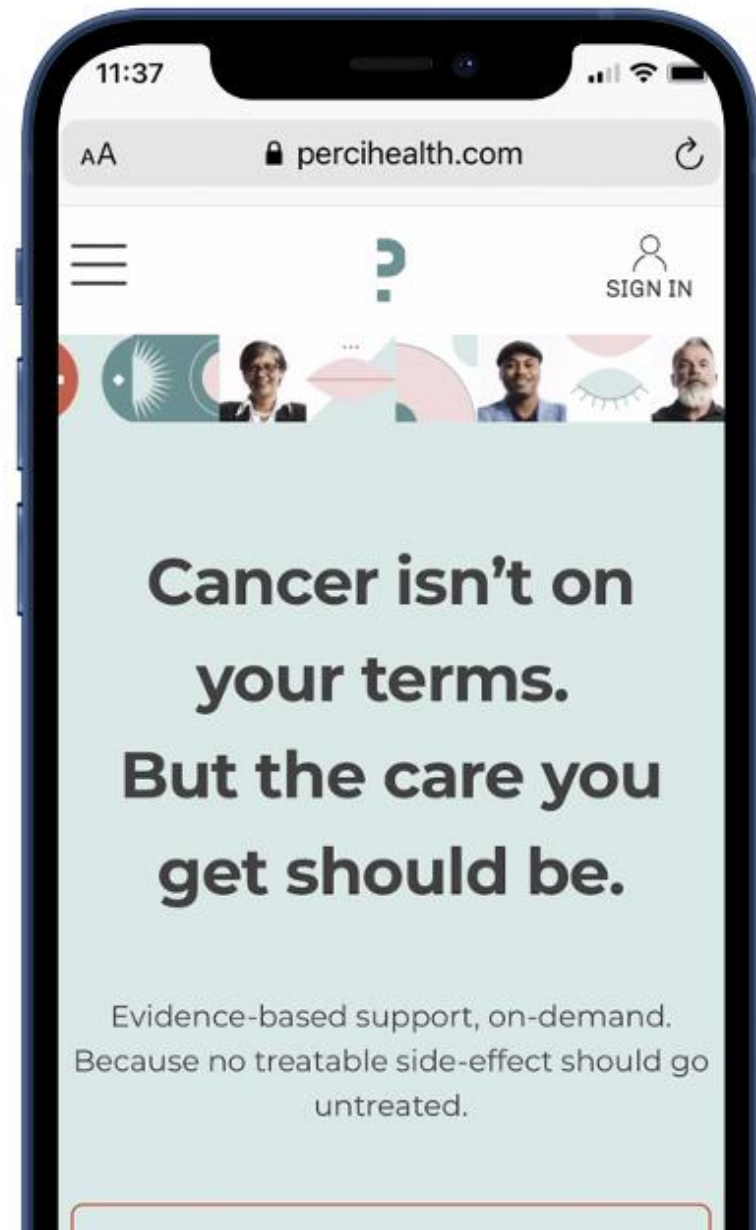 11:37
AA percihealth.com
SIGN IN
Cancer isn’t on
your terms.
But the care you
get should be.
Evidence-based support, on-demand.
Because no treatable side-effect should go
untreated.